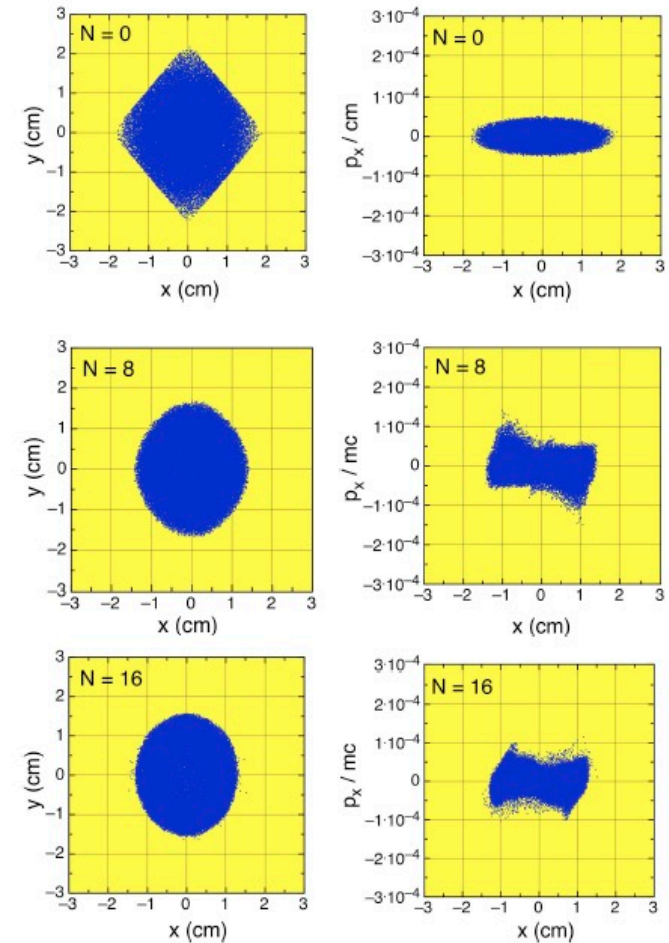 N = 0
y (cm)
3
2
1
0
–1
–2
–3
–3 –2 –1 0 1 2 3
x (cm)
N = 0
pₓ / cm
3·10⁻⁴
2·10⁻⁴
1·10⁻⁴
0
–1·10⁻⁴
–2·10⁻⁴
–3·10⁻⁴
–3 –2 –1 0 1 2 3
x (cm)
N = 8
y (cm)
3
2
1
0
–1
–2
–3
–3 –2 –1 0 1 2 3
x (cm)
N = 8
pₓ / mc
3·10⁻⁴
2·10⁻⁴
1·10⁻⁴
0
–1·10⁻⁴
–2·10⁻⁴
–3·10⁻⁴
–3 –2 –1 0 1 2 3
x (cm)
N = 16
y (cm)
3
2
1
0
–1
–2
–3
–3 –2 –1 0 1 2 3
x (cm)
N = 16
pₓ / mc
3·10⁻⁴
2·10⁻⁴
1·10⁻⁴
0
–1·10⁻⁴
–2·10⁻⁴
–3·10⁻⁴
–3 –2 –1 0 1 2 3
x (cm)